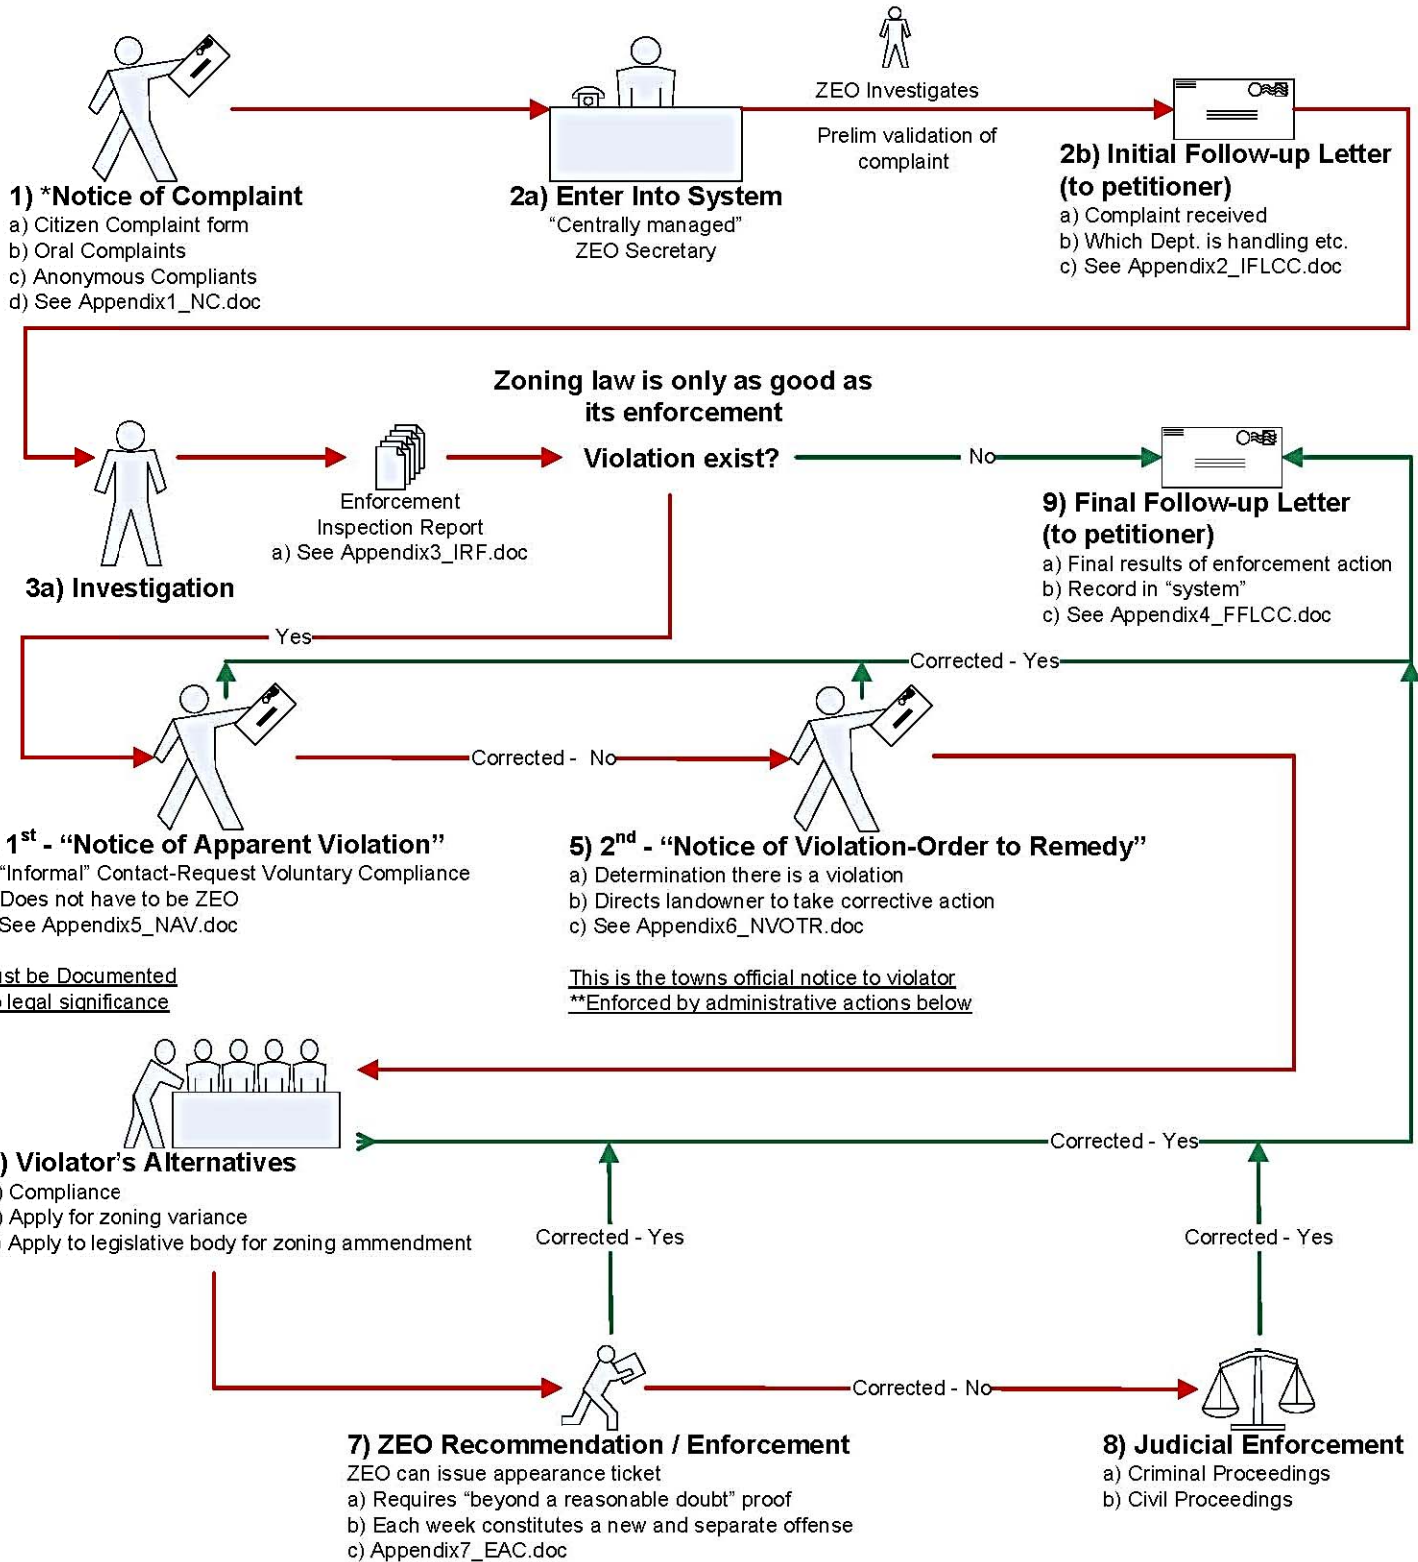 ZEO Investigates
Prelim validation of
complaint
1) *Notice of Complaint
a) Citizen Complaint form
b) Oral Complaints
c) Anonymous Compliants
d) See Appendix1_NC.doc
2a) Enter Into System
“Centrally managed”
ZEO Secretary
2b) Initial Follow-up Letter
(to petitioner)
a) Complaint received
b) Which Dept. is handling etc.
c) See Appendix2_IFLCC.doc
Zoning law is only as good as
its enforcement
Violation exist?
No
Enforcement
Inspection Report
a) See Appendix3_IRF.doc
3a) Investigation
9) Final Follow-up Letter
(to petitioner)
a) Final results of enforcement action
b) Record in “system”
c) See Appendix4_FFLCC.doc
Yes
Corrected - Yes
Corrected - No
1st - “Notice of Apparent Violation”
“Informal” Contact-Request Voluntary Compliance
Does not have to be ZEO
See Appendix5_NAV.doc
ust be Documented
o legal significance
5) 2nd - “Notice of Violation-Order to Remedy”
a) Determination there is a violation
b) Directs landowner to take corrective action
c) See Appendix6_NVOTR.doc
This is the towns official notice to violator
**Enforced by administrative actions below
Corrected - Yes
) Violator’s Alternatives
) Compliance
) Apply for zoning variance
) Apply to legislative body for zoning ammendment
Corrected - Yes
Corrected - Yes
Corrected - No
7) ZEO Recommendation / Enforcement
ZEO can issue appearance ticket
a) Requires “beyond a reasonable doubt” proof
b) Each week constitutes a new and separate offense
c) Appendix7_EAC.doc
8) Judicial Enforcement
a) Criminal Proceedings
b) Civil Proceedings